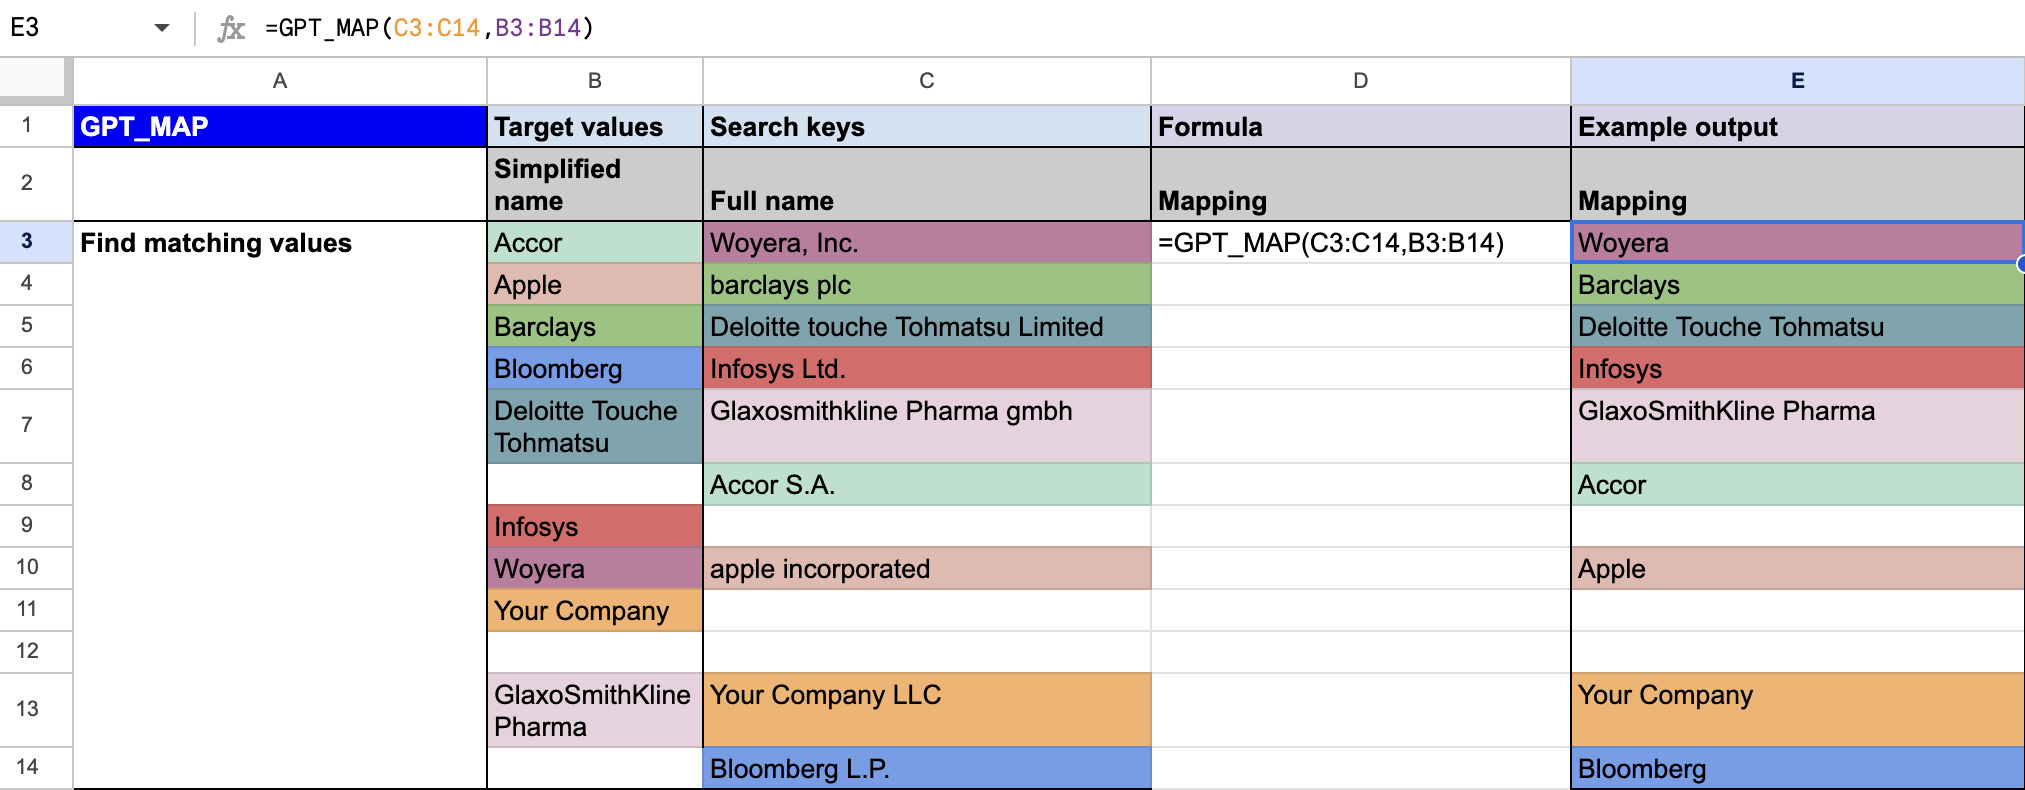 E3 fx =GPT_MAP(C3:C14,B3:B14)
A B C D E
1 GPT_MAP Target values Search keys Formula Example output
2 Simplified name Full name Mapping Mapping
3 Find matching values Accor Woyera, Inc. =GPT_MAP(C3:C14,B3:B14) Woyera
4 Apple barclays plc Barclays
5 Barclays Deloitte touche Tohmatsu Limited Deloitte Touche Tohmatsu
6 Bloomberg Infosys Ltd. Infosys
7 Deloitte Touche Tohmatsu Glaxosmithkline Pharma gmbh GlaxoSmithKline Pharma
8 Accor S.A. Accor
9 Infosys
10 Woyera apple incorporated Apple
11 Your Company
12
13 GlaxoSmithKline Pharma Your Company LLC Your Company
14 Bloomberg L.P. Bloomberg